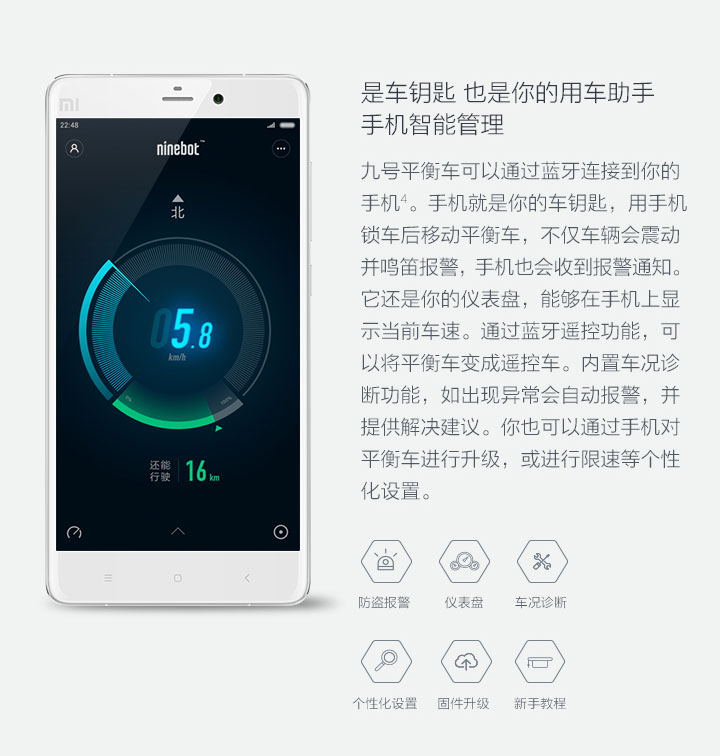 mi
22:48
ninebot™
北
05.8
km/h
0%
100%
还能
行驶
16 km
是车钥匙 也是你的用车助手
手机智能管理
九号平衡车可以通过蓝牙连接到你的
手机4。手机就是你的车钥匙，用手机
锁车后移动平衡车，不仅车辆会震动
并鸣笛报警，手机也会收到报警通知。
它还是你的仪表盘，能够在手机上显
示当前车速。通过蓝牙遥控功能，可
以将平衡车变成遥控车。内置车况诊
断功能，如出现异常会自动报警，并
提供解决建议。你也可以通过手机对
平衡车进行升级，或进行限速等个性
化设置。
防盗报警
仪表盘
车况诊断
个性化设置
固件升级
新手教程